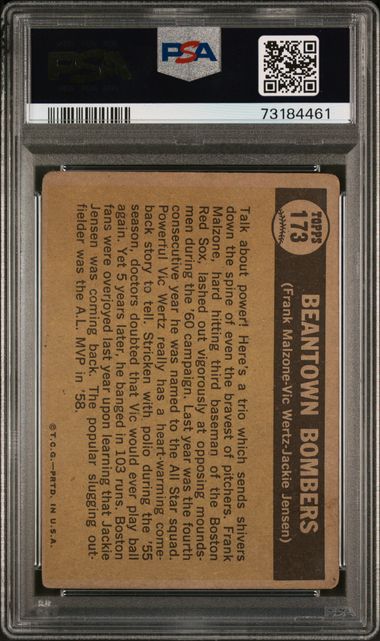 PSA
PSA
73184461
TOPPS
173
BEANTOWN BOMBERS
(Frank Malzone-Vic Wertz-Jackie Jensen)
Talk about power! Here's a trio which sends shivers
down the spine of even the bravest of pitchers. Frank
Malzone, hard hitting third baseman of the Boston
Red Sox, lashed out vigorously at opposing mounds-
men during the '60 campaign. Last year was the fourth
consecutive year he was named to the All Star squad.
Powerful Vic Wertz really has a heart-warming come-
back story to tell. Stricken with polio during the '55
season, doctors doubted that Vic would ever play ball
again. Yet 5 years later, he banged in 103 runs. Boston
fans were overjoyed last year upon learning that Jackie
Jensen was coming back. The popular slugging out-
fielder was the A.L. MVP in '58.
©T.C.G.—PRTD. IN U.S.A.